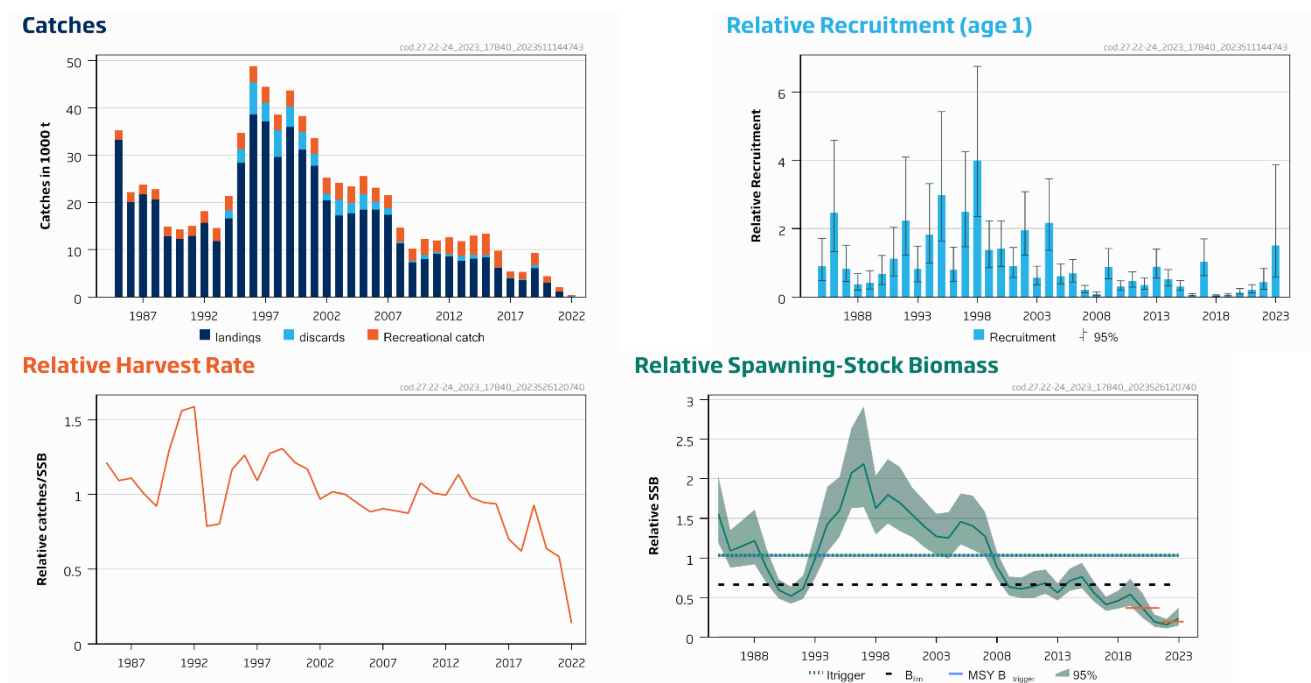 Catches
cod.27.22-24_2023_17840_2023511144743
Catches in 1000 t
50
40
30
20
10
0
1987 1992 1997 2002 2007 2012 2017 2022
landings discards Recreational catch
Relative Recruitment (age 1)
cod.27.22-24_2023_17840_2023511144743
Relative Recruitment
6
4
2
0
1988 1993 1998 2003 2008 2013 2018 2023
Recruitment 95%
Relative Harvest Rate
cod.27.22-24_2023_17840_2023526120740
Relative catches/SSB
1.5
1
0.5
0
1987 1992 1997 2002 2007 2012 2017 2022
Relative Spawning-Stock Biomass
cod.27.22-24_2023_17840_2023526120740
Relative SSB
3
2.5
2
1.5
1
0.5
0
1988 1993 1998 2003 2008 2013 2018 2023
Itrigger Blim MSY B trigger 95%